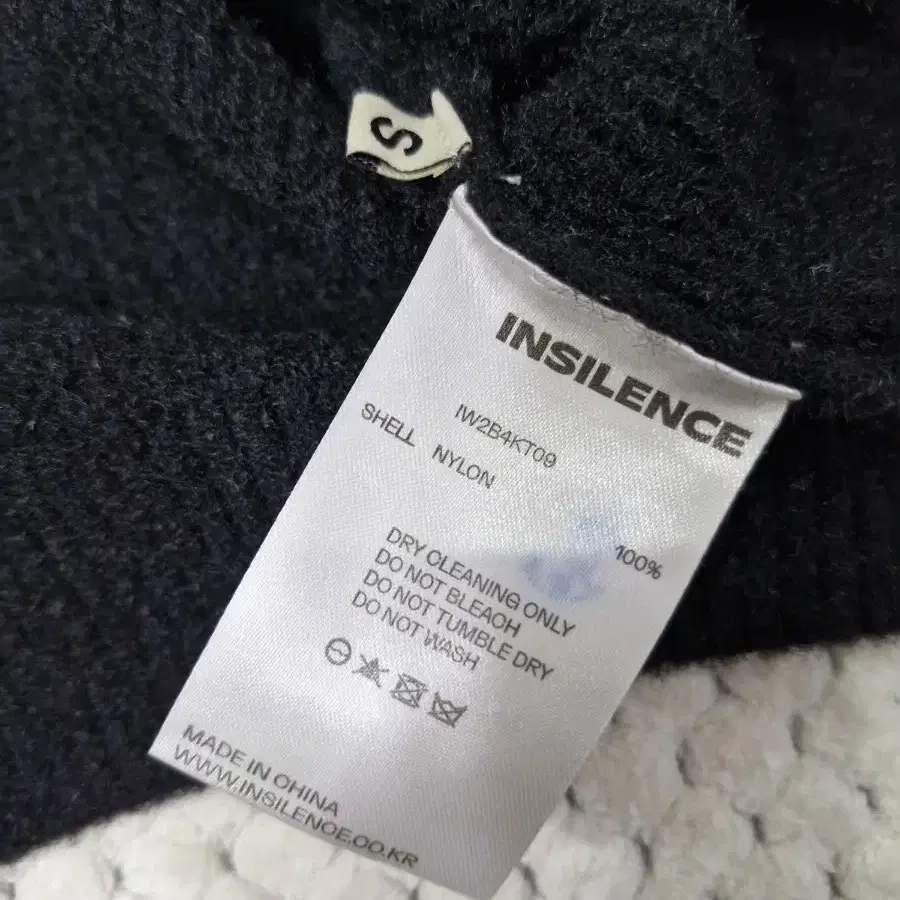 S
INSILENCE
IW2B4KT09
SHELL NYLON 100%
DRY CLEANING ONLY
DO NOT BLEACH
DO NOT TUMBLE DRY
DO NOT WASH
MADE IN CHINA
WWW.INSILENCE.CO.KR